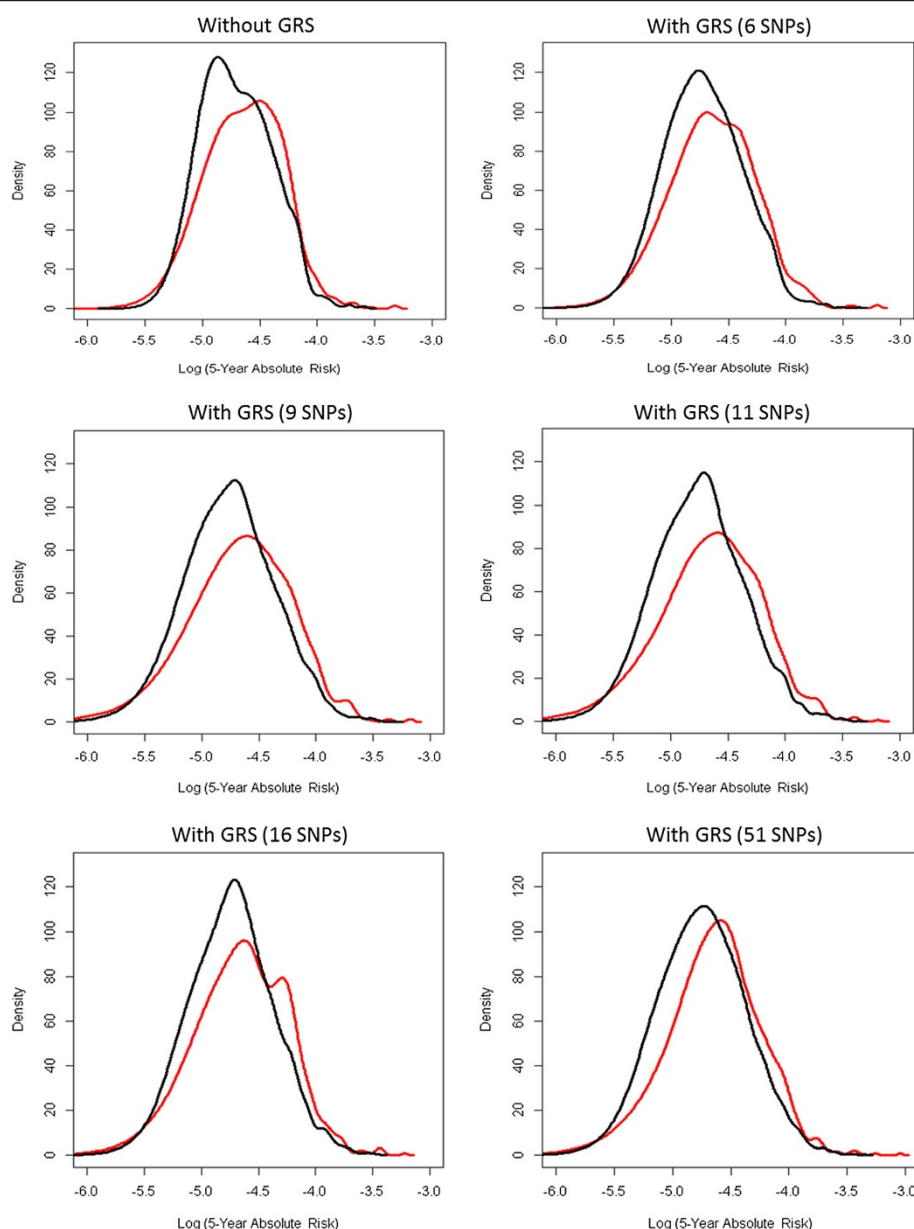 Without GRS
Density
0 20 40 60 80 100 120
-6.0 -5.5 -5.0 -4.5 -4.0 -3.5 -3.0
Log (5-Year Absolute Risk)
With GRS (6 SNPs)
Density
0 20 40 60 80 100 120
-6.0 -5.5 -5.0 -4.5 -4.0 -3.5 -3.0
Log (5-Year Absolute Risk)
With GRS (9 SNPs)
Density
0 20 40 60 80 100 120
-6.0 -5.5 -5.0 -4.5 -4.0 -3.5 -3.0
Log (5-Year Absolute Risk)
With GRS (11 SNPs)
Density
0 20 40 60 80 100 120
-6.0 -5.5 -5.0 -4.5 -4.0 -3.5 -3.0
Log (5-Year Absolute Risk)
With GRS (16 SNPs)
Density
0 20 40 60 80 100 120
-6.0 -5.5 -5.0 -4.5 -4.0 -3.5 -3.0
Log (5-Year Absolute Risk)
With GRS (51 SNPs)
Density
0 20 40 60 80 100 120
-6.0 -5.5 -5.0 -4.5 -4.0 -3.5 -3.0
Log (5-Year Absolute Risk)